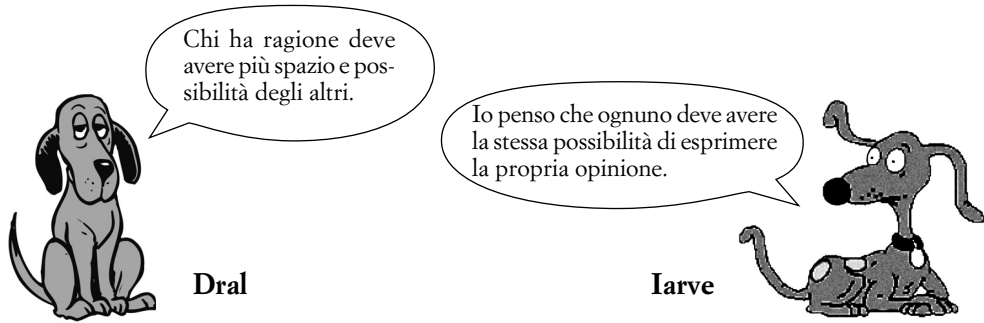 Chi ha ragione deve
avere più spazio e pos-
sibilità degli altri.
Io penso che ognuno deve avere
la stessa possibilità di esprimere
la propria opinione.
Dral
Iarve